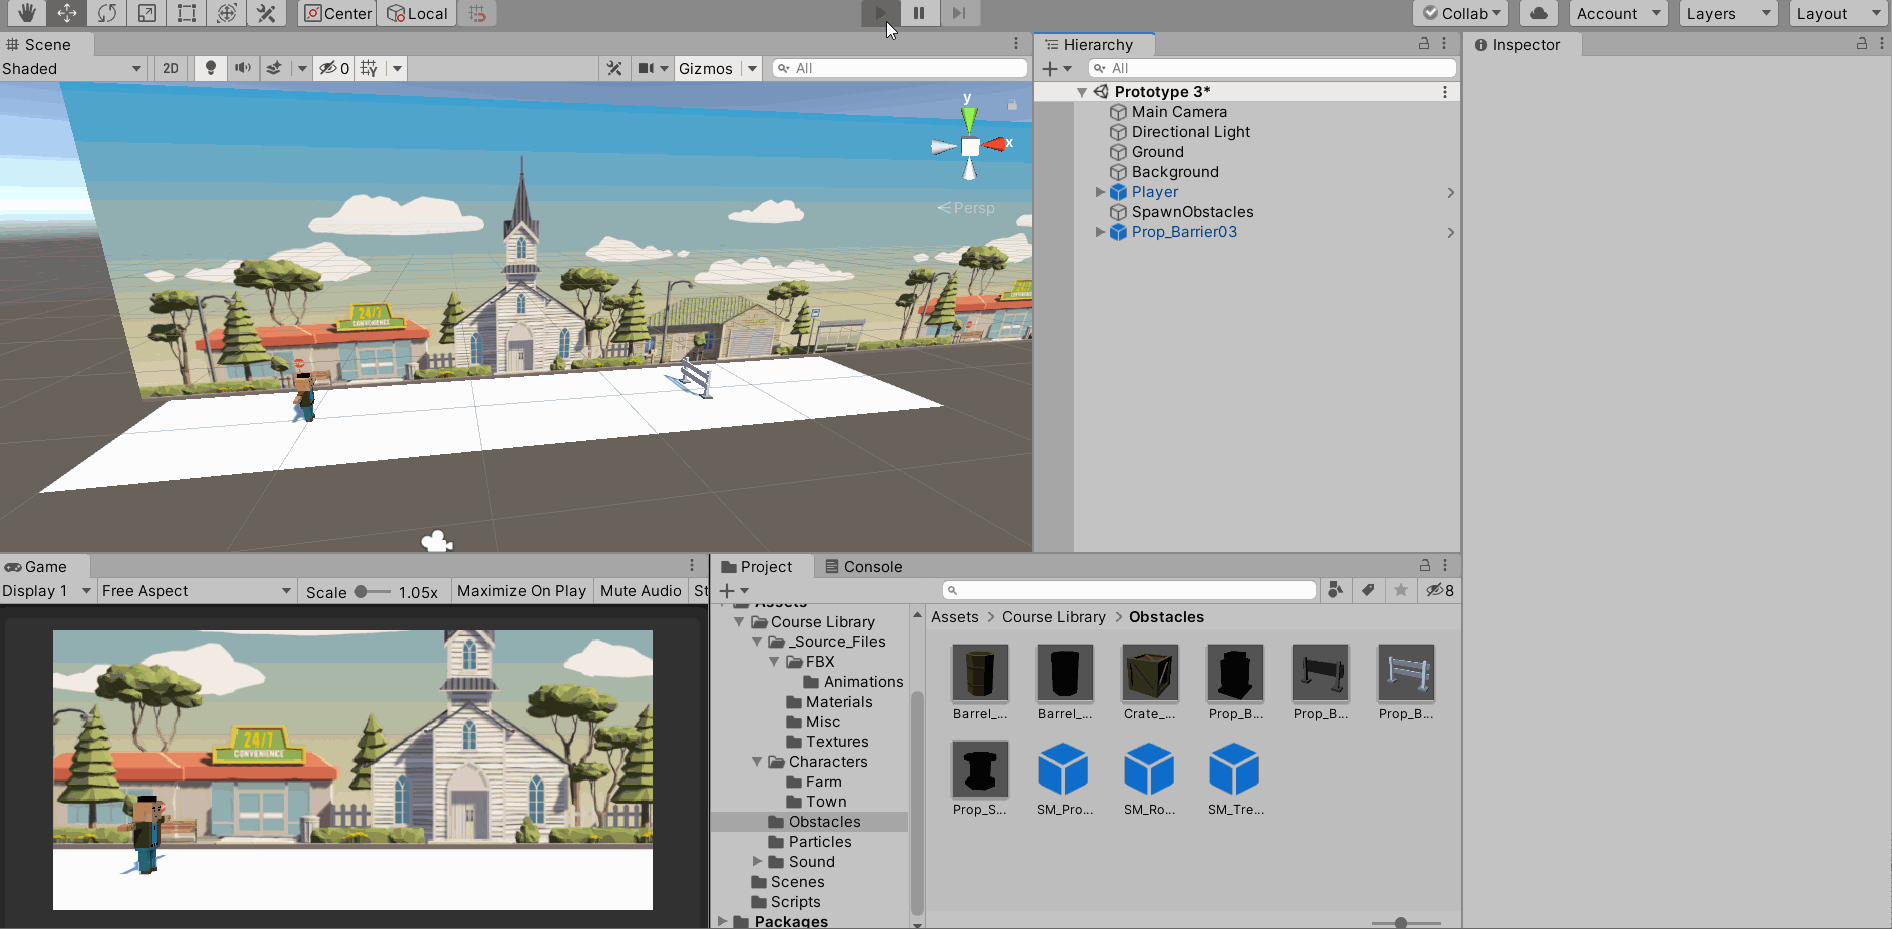 Center Local Collab Account Layers Layout
Scene
Shaded 2D 0 Gizmos All
y
x
Persp
24/7
CONVENIENCE
Hierarchy
All
Prototype 3*
Main Camera
Directional Light
Ground
Background
Player
SpawnObstacles
Prop_Barrier03
Inspector
Game
Display 1 Free Aspect Scale 1.05x Maximize On Play Mute Audio St
24/7
CONVENIENCE
Project Console
8
Assets
Course Library
_Source_Files
FBX
Animations
Materials
Misc
Textures
Characters
Farm
Town
Obstacles
Particles
Sound
Scenes
Scripts
Packages
Assets > Course Library > Obstacles
Barrel_... Barrel_... Crate_... Prop_B... Prop_B... Prop_B...
Prop_S... SM_Pro... SM_Ro... SM_Tre...